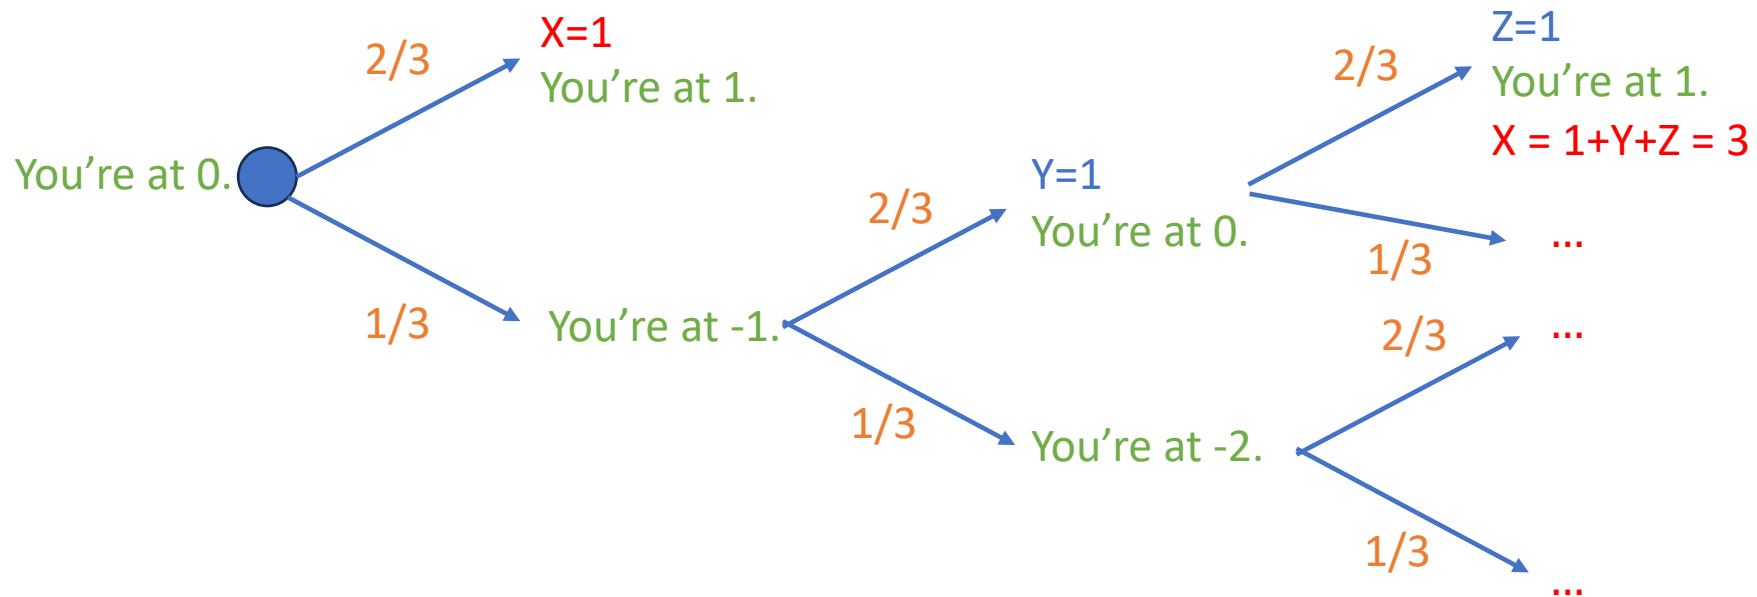 You're at 0.
2/3
X=1
You're at 1.
1/3
You're at -1.
2/3
Y=1
You're at 0.
1/3
You're at -2.
2/3
Z=1
You're at 1.
X = 1+Y+Z = 3
1/3
...
2/3
...
1/3
...